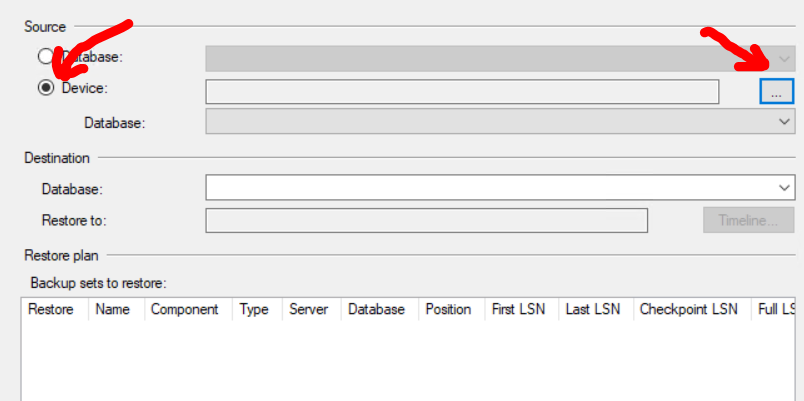 Source
Database:
Device:
...
Database:
Destination
Database:
Restore to:
Timeline...
Restore plan
Backup sets to restore:
Restore Name Component Type Server Database Position First LSN Last LSN Checkpoint LSN Full LS